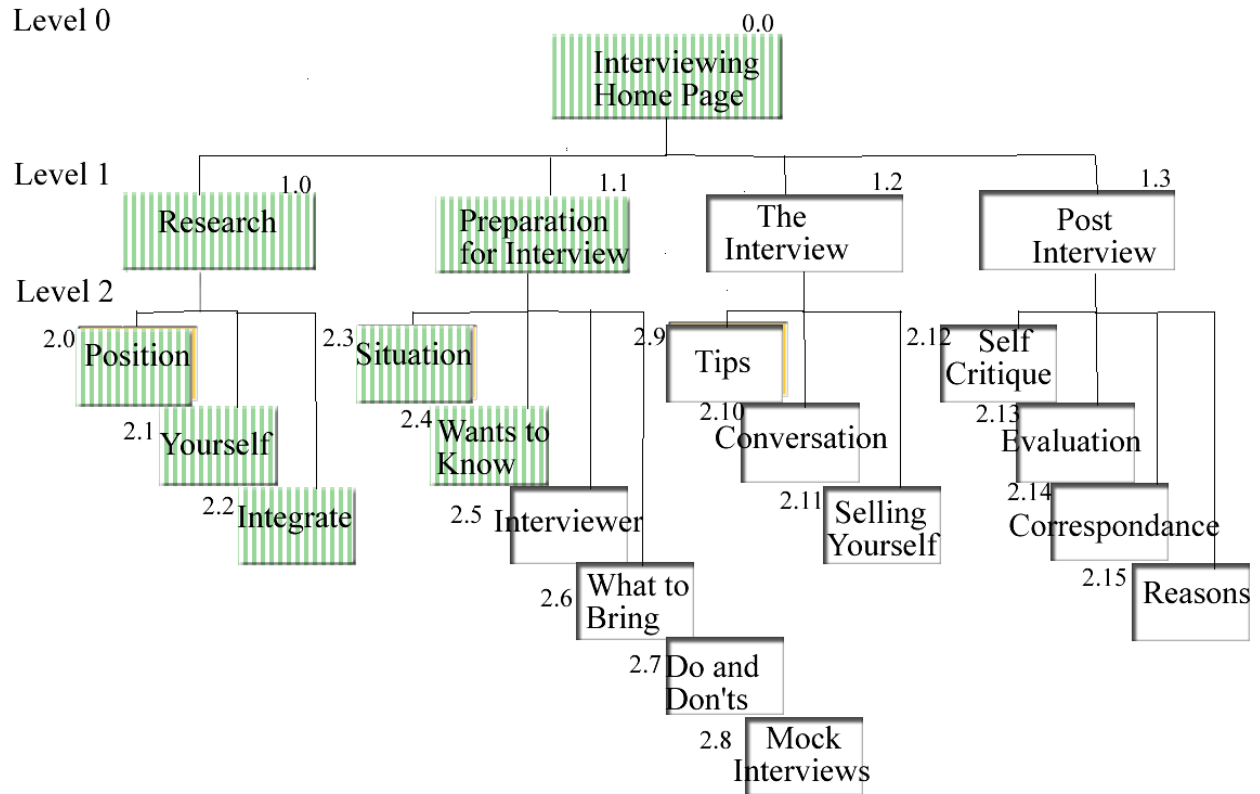 Level 0
0.0
Interviewing
Home Page
Level 1
1.0
Research
1.1
Preparation
for Interview
1.2
The
Interview
1.3
Post
Interview
Level 2
2.0
Position
2.1
Yourself
2.2
Integrate
2.3
Situation
2.4
Wants to
Know
2.5
Interviewer
2.6
What to
Bring
2.7
Do and
Don'ts
2.8
Mock
Interviews
2.9
Tips
2.10
Conversation
2.11
Selling
Yourself
2.12
Self
Critique
2.13
Evaluation
2.14
Correspondance
2.15
Reasons